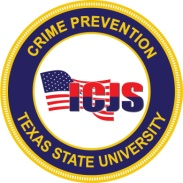 CRIME PREVENTION
ICJS
TEXAS STATE UNIVERSITY